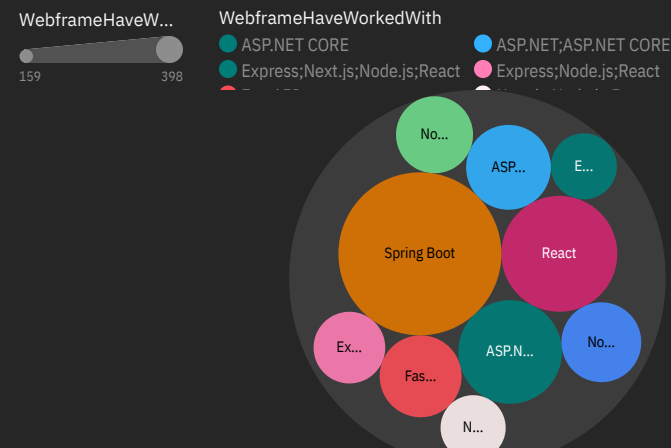 WebframeHaveW...
159
398
WebframeHaveWorkedWith
ASP.NET CORE
ASP.NET;ASP.NET CORE
Express;Next.js;Node.js;React
Express;Node.js;React
No...
ASP...
E...
Spring Boot
React
Ex...
Fas...
ASP.N...
No...
N...